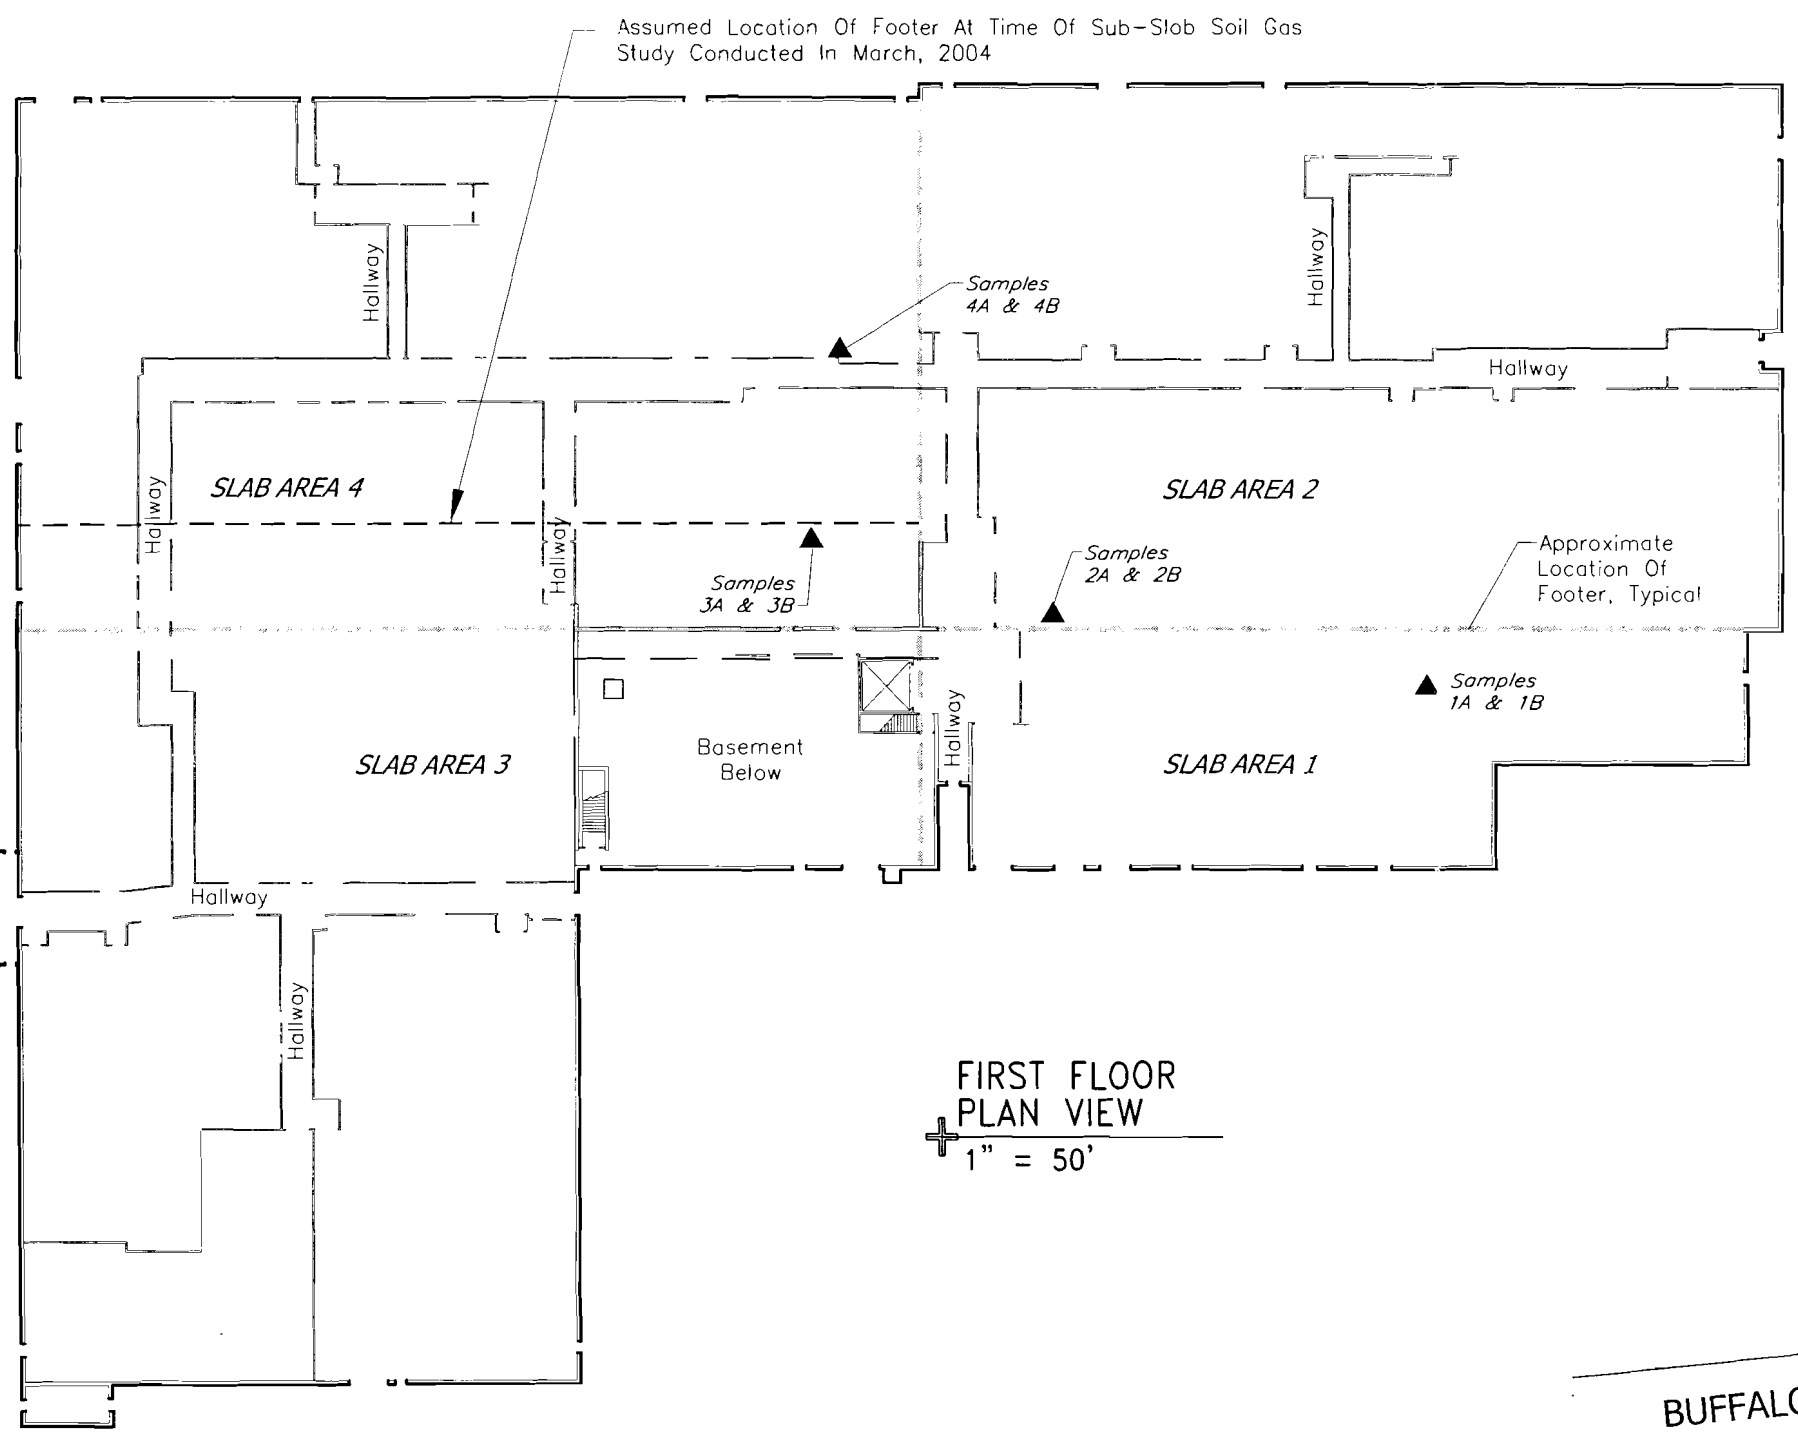 Assumed Location Of Footer At Time Of Sub-Slab Soil Gas
Study Conducted In March, 2004
Hallway
Samples
4A & 4B
Hallway
Hallway
SLAB AREA 4
Hallway
Hallway
SLAB AREA 2
Samples
3A & 3B
Samples
2A & 2B
Approximate
Location Of
Footer, Typical
Samples
1A & 1B
SLAB AREA 3
Basement
Below
Hallway
SLAB AREA 1
Hallway
Hallway
FIRST FLOOR
PLAN VIEW
1" = 50'